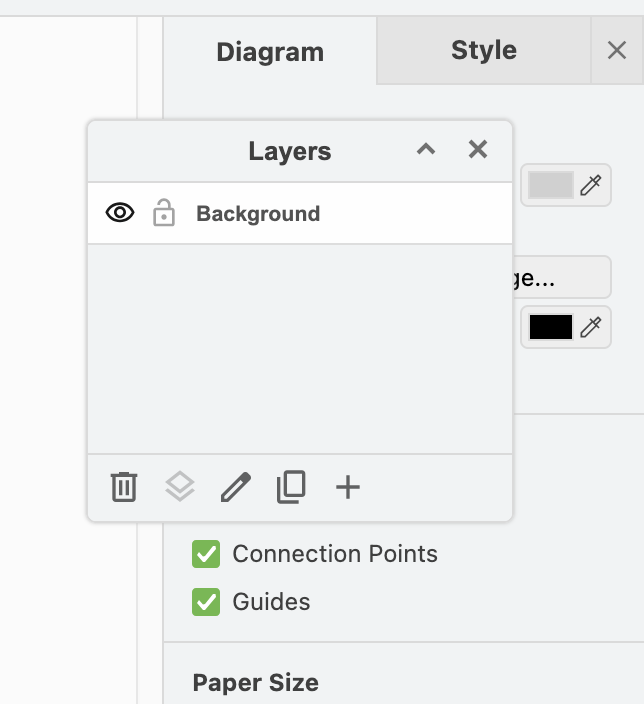 Diagram
Style
Layers
Background
ge...
Connection Points
Guides
Paper Size